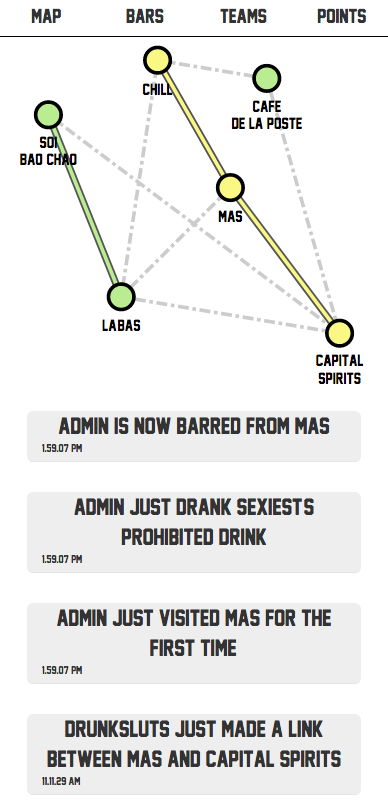 MAP BARS TEAMS POINTS
CHILL
CAFE
DE LA POSTE
SOI
BAO CHAO
MAS
LABAS
CAPITAL
SPIRITS
ADMIN IS NOW BARRED FROM MAS
1.59.07 PM
ADMIN JUST DRANK SEXIESTS
PROHIBITED DRINK
1.59.07 PM
ADMIN JUST VISITED MAS FOR THE
FIRST TIME
1.59.07 PM
DRUNKSLUTS JUST MADE A LINK
BETWEEN MAS AND CAPITAL SPIRITS
11.11.29 AM